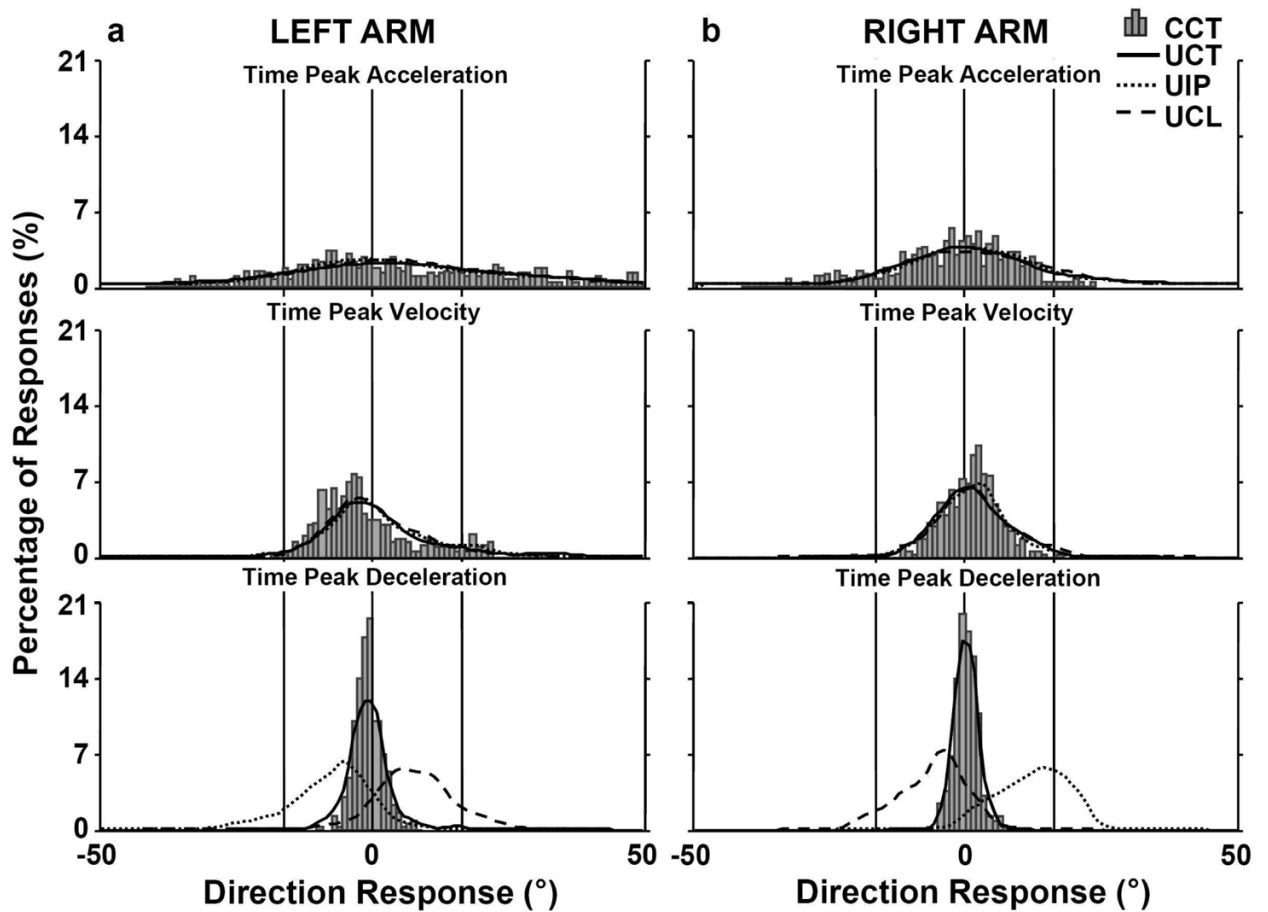 a LEFT ARM
b RIGHT ARM
CCT
UCT
UIP
UCL
Percentage of Responses (%)
21
Time Peak Acceleration
Time Peak Acceleration
14
7
0
Time Peak Velocity
Time Peak Velocity
21
14
7
0
Time Peak Deceleration
Time Peak Deceleration
21
14
7
0
-50 0 50
-50 0 50
Direction Response (°)
Direction Response (°)